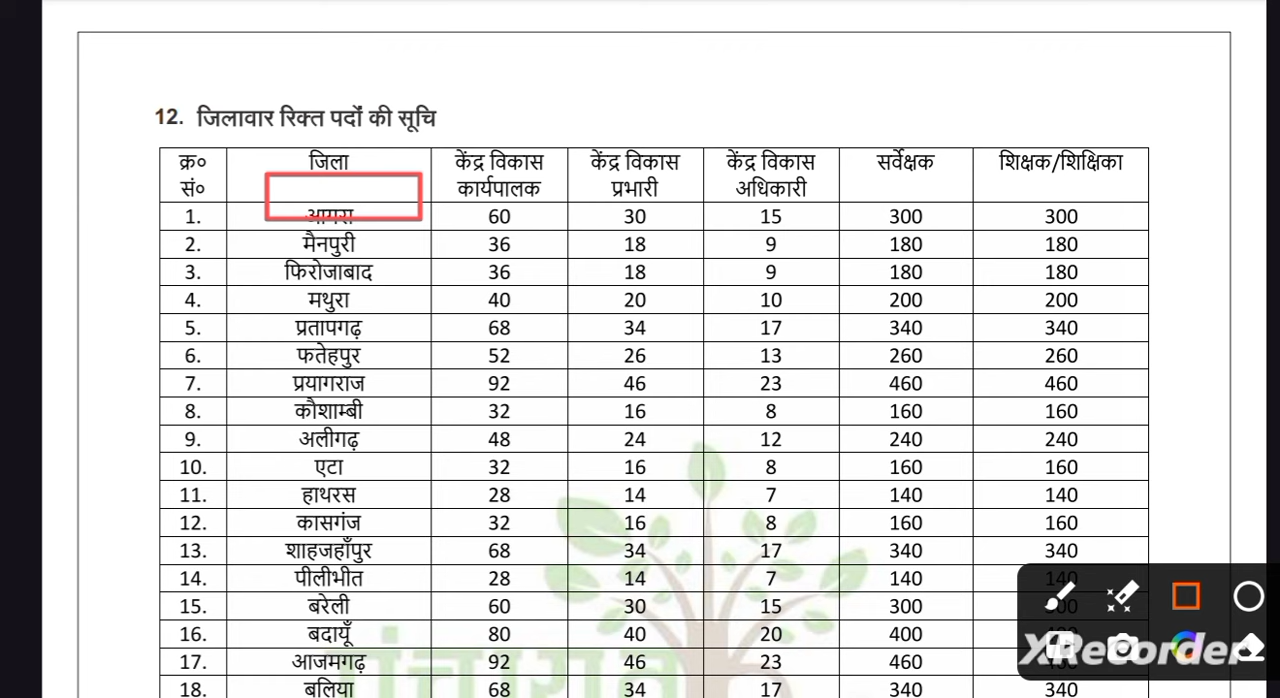 12. जिलावार रिक्त पदों की सूचि
क्र० सं० जिला केंद्र विकास कार्यपालक केंद्र विकास प्रभारी केंद्र विकास अधिकारी सर्वेक्षक शिक्षक/शिक्षिका
1. आगरा 60 30 15 300 300
2. मैनपुरी 36 18 9 180 180
3. फिरोजाबाद 36 18 9 180 180
4. मथुरा 40 20 10 200 200
5. प्रतापगढ़ 68 34 17 340 340
6. फतेहपुर 52 26 13 260 260
7. प्रयागराज 92 46 23 460 460
8. कौशाम्बी 32 16 8 160 160
9. अलीगढ़ 48 24 12 240 240
10. एटा 32 16 8 160 160
11. हाथरस 28 14 7 140 140
12. कासगंज 32 16 8 160 160
13. शाहजहाँपुर 68 34 17 340 340
14. पीलीभीत 28 14 7 140 140
15. बरेली 60 30 15 300
16. बदायूँ 80 40 20 400
17. आजमगढ़ 92 46 23 460
18. बलिया 68 34 17 340 340
XRecorder